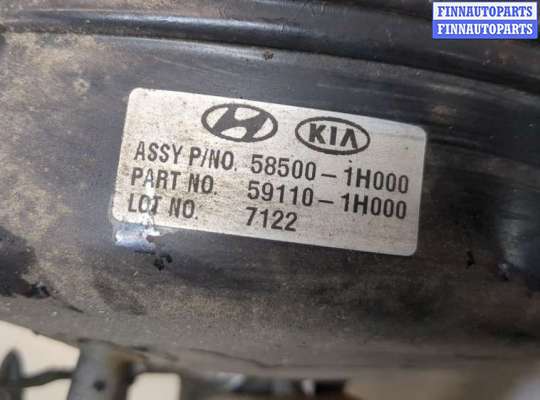 FINNAUTOPARTS
FINNAUTOPARTS
KIA
ASSY P/NO. 58500-1H000
PART NO. 59110-1H000
LOT NO. 7122